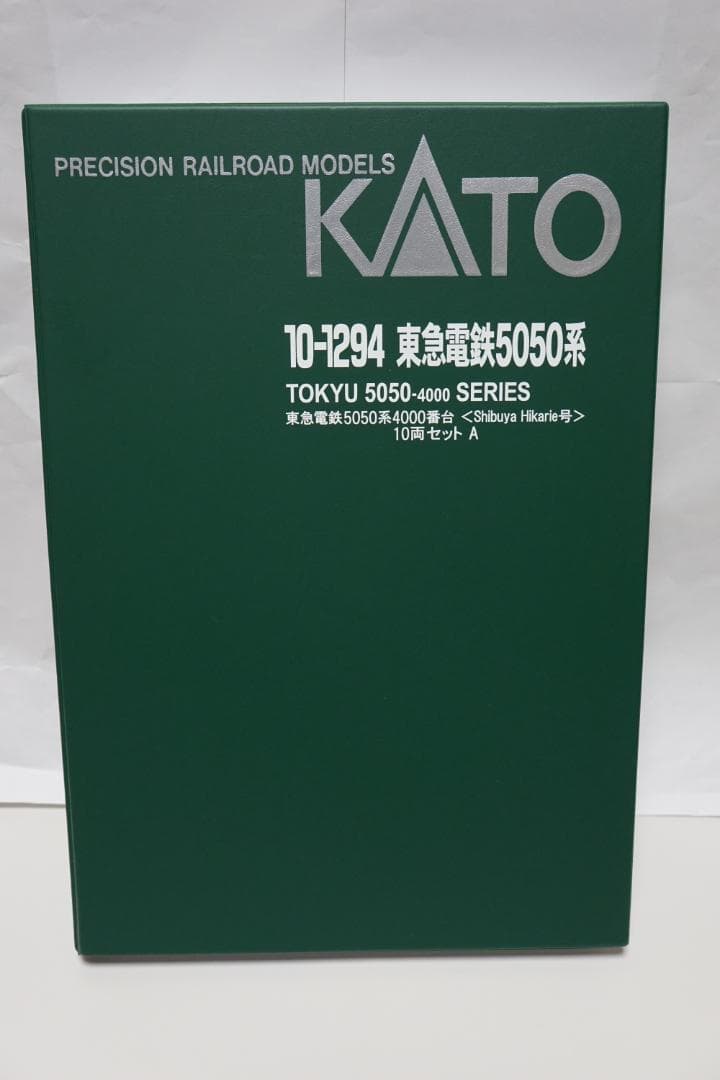 PRECISION RAILROAD MODELS
KATO
10-1294 東急電鉄5050系
TOKYU 5050-4000 SERIES
東急電鉄5050系4000番台 <Shibuya Hikarie号>
10両セット A